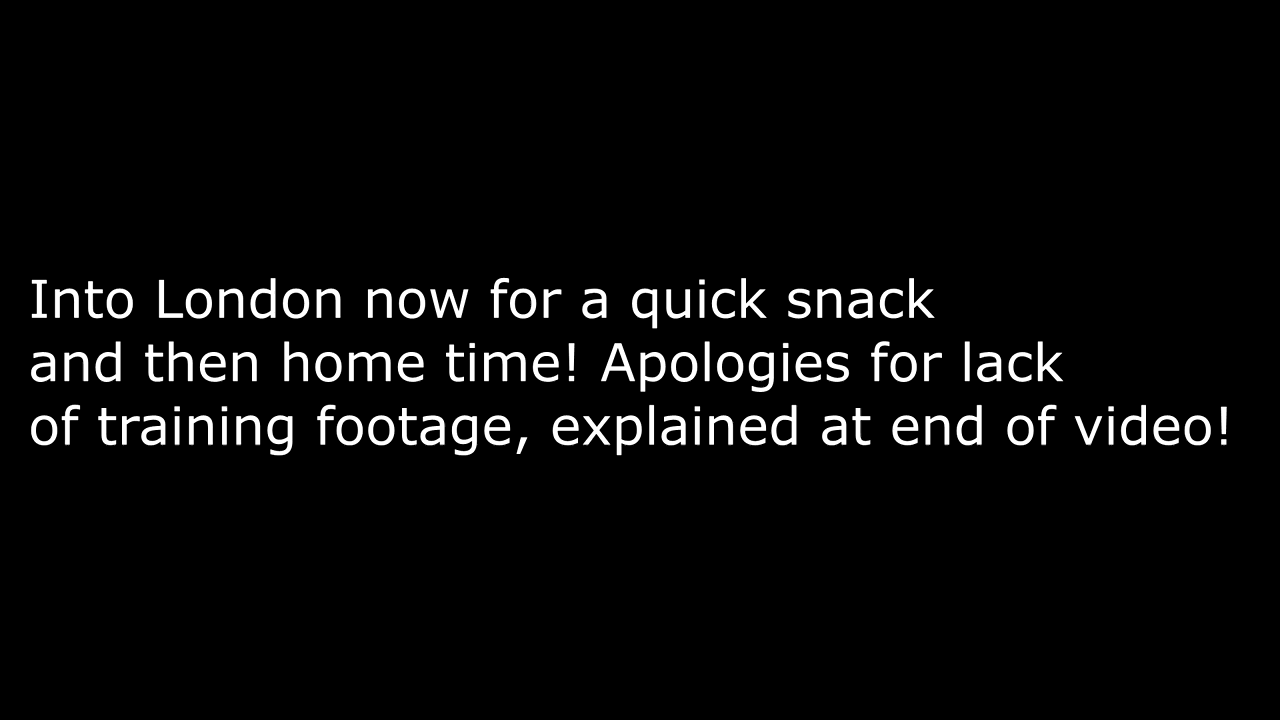 Into London now for a quick snack
and then home time! Apologies for lack
of training footage, explained at end of video!